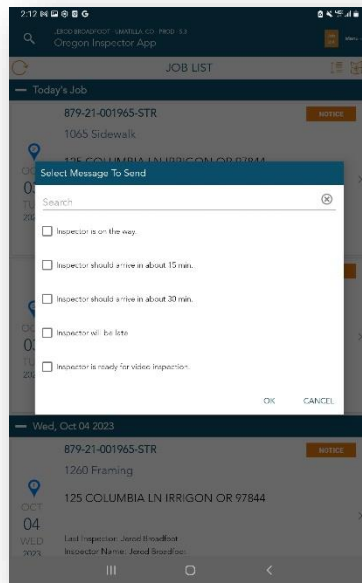 2:12
JEROD BROADFOOT - UMATILLA_CO - PROD - 5.3
Oregon Inspector App
Menu
JOB LIST
Today's Job
879-21-001965-STR
NOTICE
1065 Sidewalk
125 COLUMBIA LN IRRIGON OR 97844
Select Message To Send
Search
Inspector is on the way.
Inspector should arrive in about 15 min.
Inspector should arrive in about 30 min.
Inspector will be late
Inspector is ready for video inspection.
OK CANCEL
Wed, Oct 04 2023
879-21-001965-STR
NOTICE
1260 Framing
125 COLUMBIA LN IRRIGON OR 97844
OCT
04
WED
2023
Last Inspector: Jerod Broadfoot
Inspector Name: Jerod Broadfoot